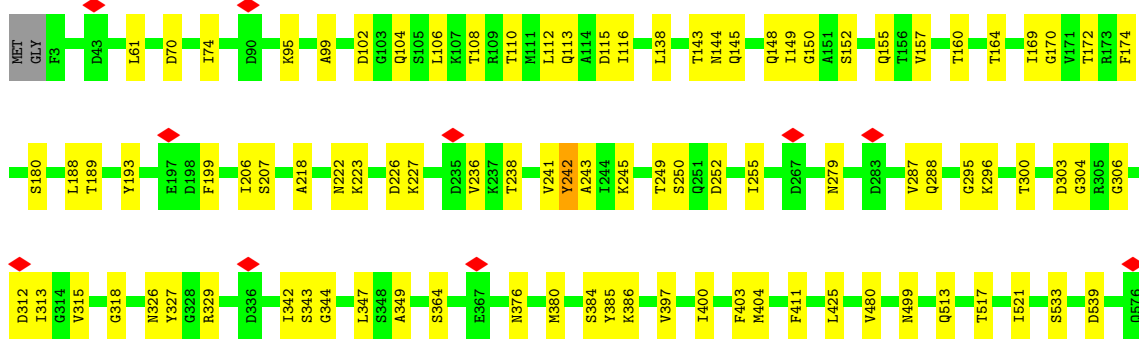 MET GLY F3 D43 L61 D70 I74 D90 K95 A99 D102 G103 Q104 S105 L106 K107 T108 R109 T110 M111 L112 Q113 A114 D115 I116 L138 T143 N144 Q145 Q148 I149 G150 A151 S152 Q155 T156 V157 T160 T164 I169 G170 V171 T172 R173 F174
S180 L188 T189 Y193 E197 D198 F199 I206 S207 A218 N222 K223 D226 K227 D235 V236 K237 T238 V241 Y242 A243 I244 K245 T249 S250 Q251 D252 I255 D267 N279 D283 V287 Q288 G295 K296 T300 D303 G304 R305 G306
D312 I313 G314 V315 G318 N326 Y327 G328 R329 D336 I342 S343 G344 L347 S348 A349 S364 E367 N376 M380 S384 Y385 K386 V397 I400 F403 M404 F411 L425 V480 N499 Q513 T517 I521 S533 D539 Q576